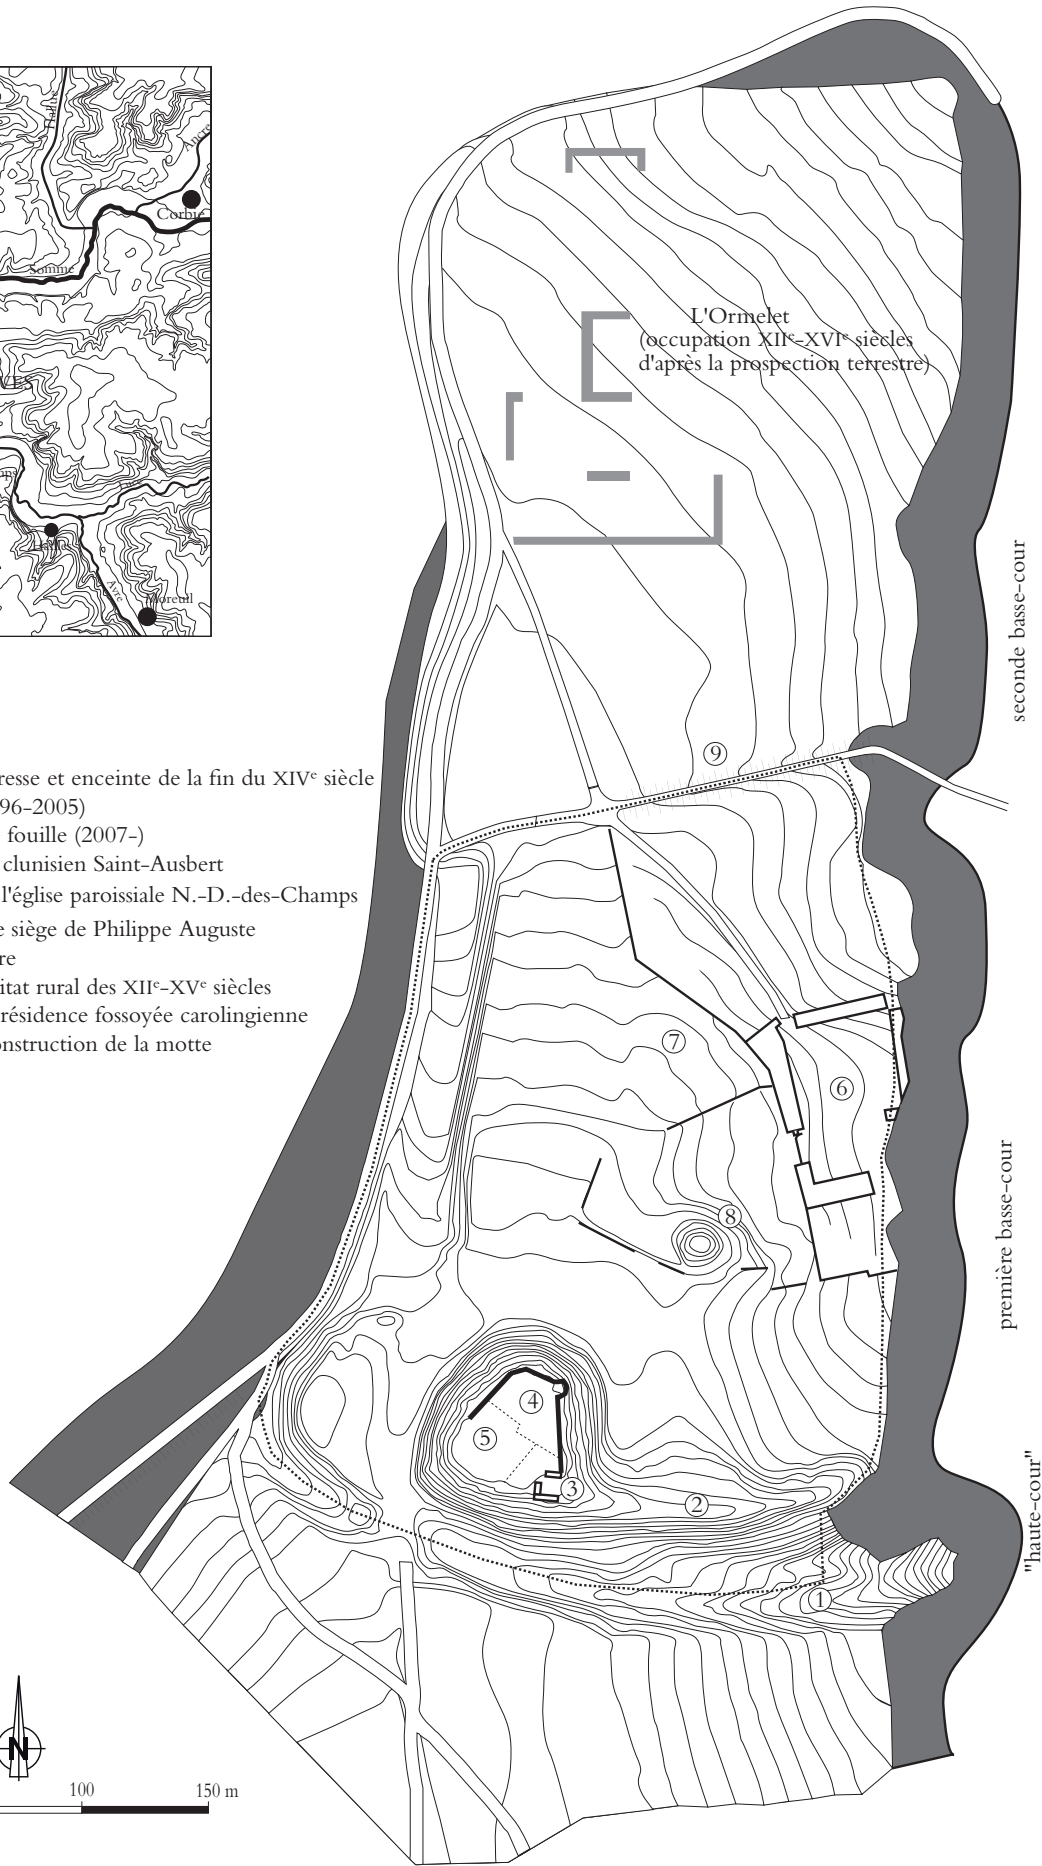 Hallue
Ancre
Corbie
Somme
VES
Avre
Moreuil
L'Ormelet
(occupation XIIe-XVIe siècles
d'après la prospection terrestre)
seconde basse-cour
9
resse et enceinte de la fin du XIVe siècle
96-2005)
fouille (2007-)
clunisien Saint-Ausbert
l'église paroissiale N.-D.-des-Champs
e siège de Philippe Auguste
re
itat rural des XIIe-XVe siècles
résidence fossoyée carolingienne
onstruction de la motte
7
6
8
première basse-cour
4
5
3
2
1
"haute-cour"
N
100
150 m